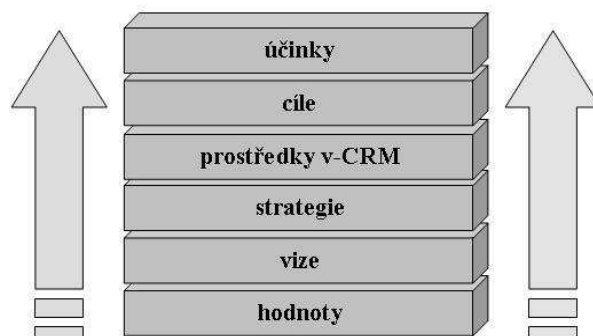 účinky
cíle
prostředky v-CRM
strategie
vize
hodnoty